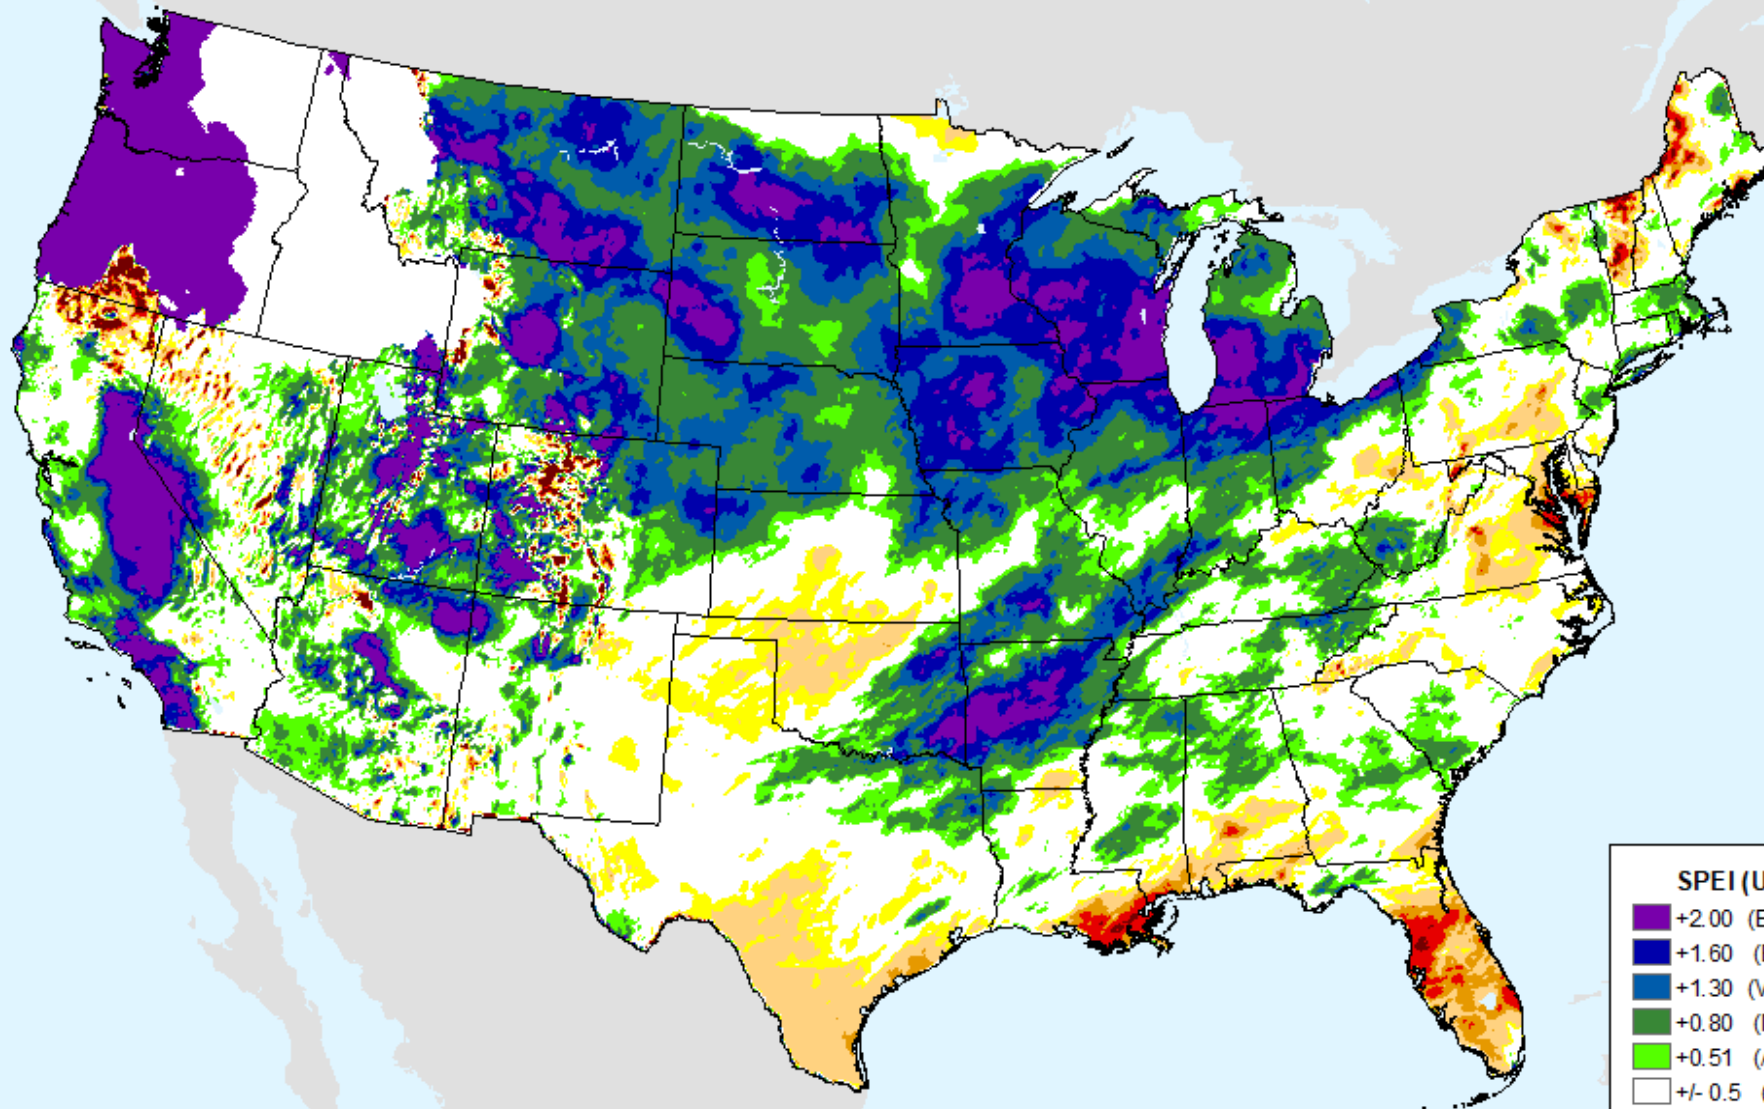 SPEI (U
+2.00 (E
+1.60 (
+1.30 (V
+0.80 (
+0.51 (
+/- 0.5 (